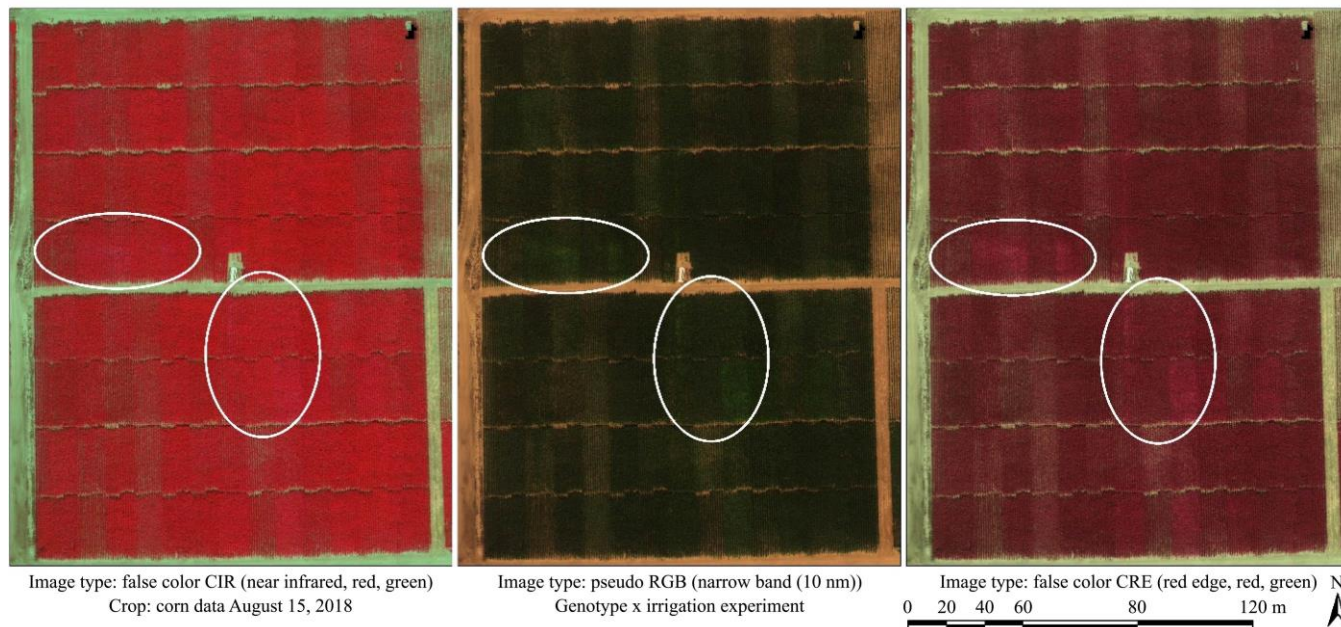 Image type: false color CIR (near infrared, red, green)
Crop: corn data August 15, 2018
Image type: pseudo RGB (narrow band (10 nm))
Genotype x irrigation experiment
Image type: false color CRE (red edge, red, green)
N
0 20 40 60 80 120 m